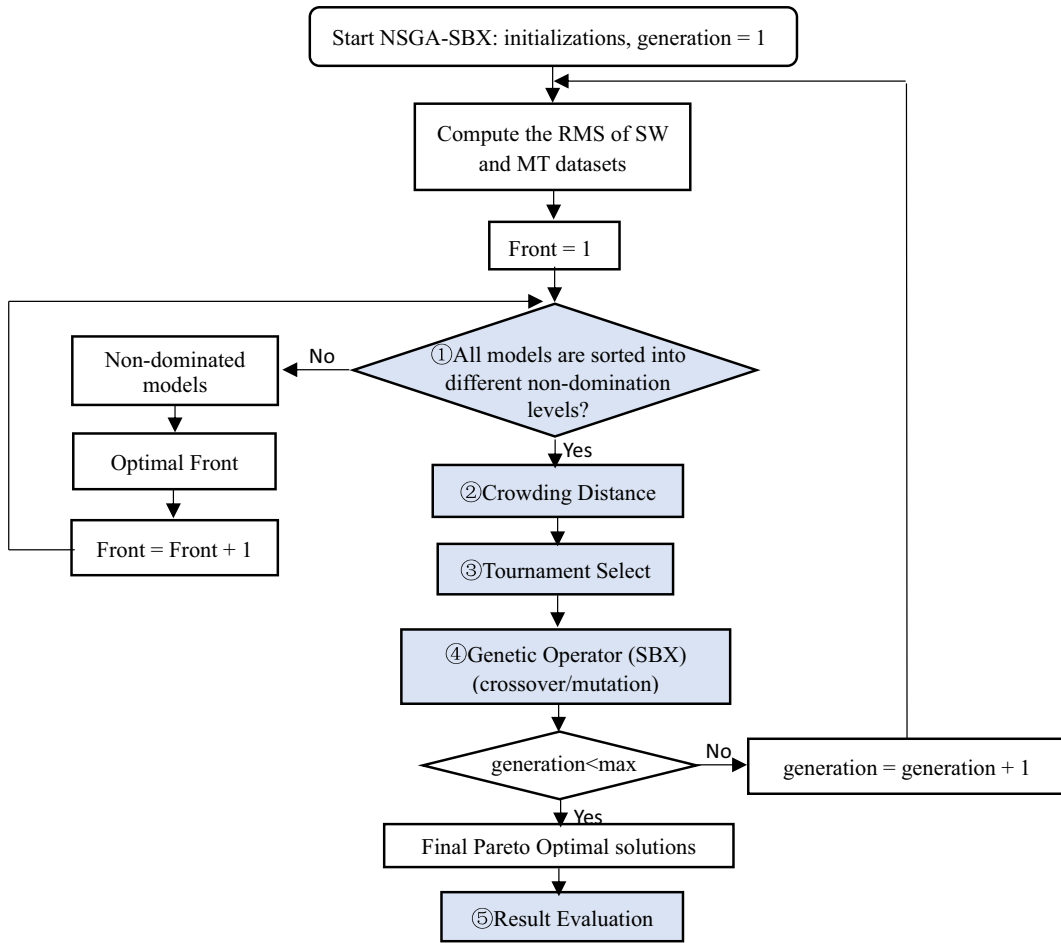 Start NSGA-SBX: initializations, generation = 1
Compute the RMS of SW
and MT datasets
Front = 1
①All models are sorted into
different non-domination
levels?
No
Non-dominated
models
Optimal Front
Front = Front + 1
Yes
②Crowding Distance
③Tournament Select
④Genetic Operator (SBX)
(crossover/mutation)
generation<max
No
generation = generation + 1
Yes
Final Pareto Optimal solutions
⑤Result Evaluation